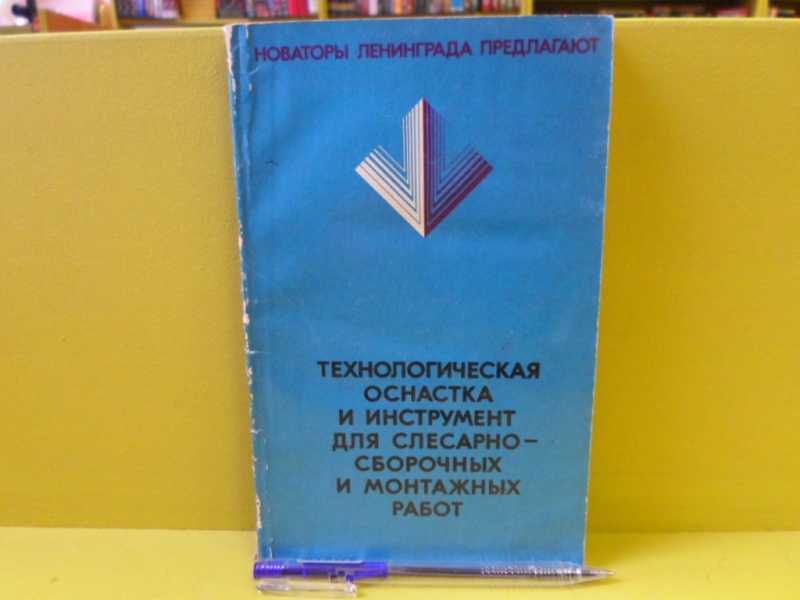 НОВАТОРЫ ЛЕНИНГРАДА ПРЕДЛАГАЮТ
ТЕХНОЛОГИЧЕСКАЯ
ОСНАСТКА
И ИНСТРУМЕНТ
ДЛЯ СЛЕСАРНО–
СБОРОЧНЫХ
И МОНТАЖНЫХ
РАБОТ